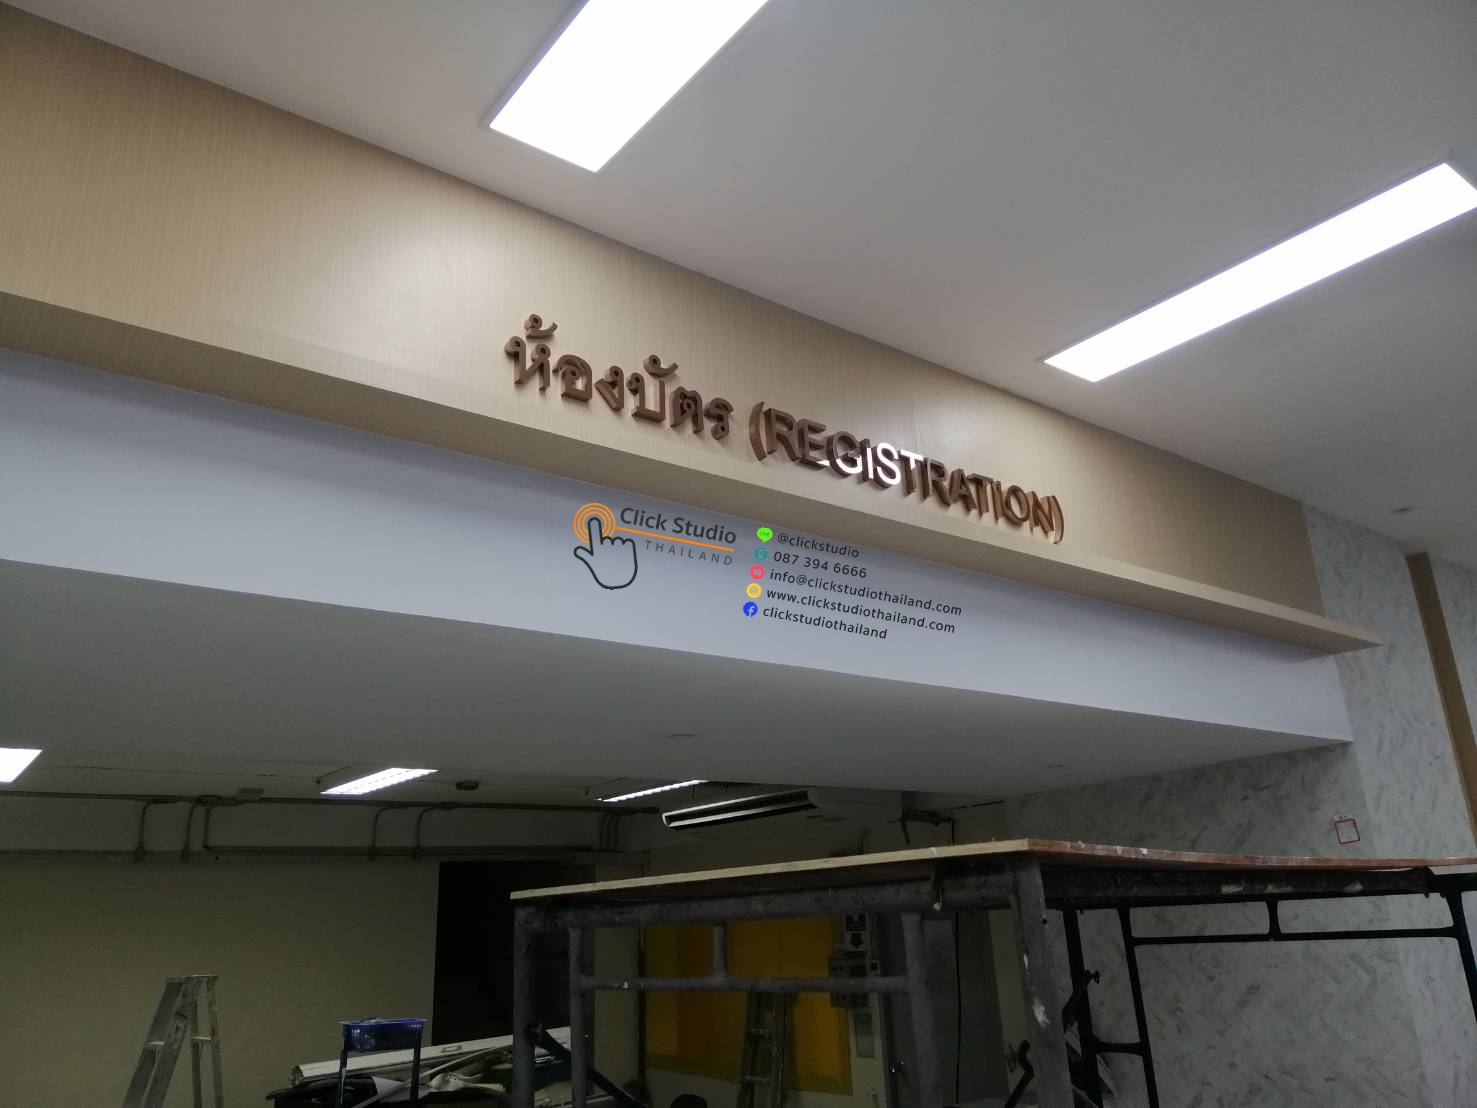 ห้องบัตร (REGISTRATION)
Click Studio
THAILAND
@clickstudio
087 394 6666
info@clickstudiothailand.com
www.clickstudiothailand.com
clickstudiothailand